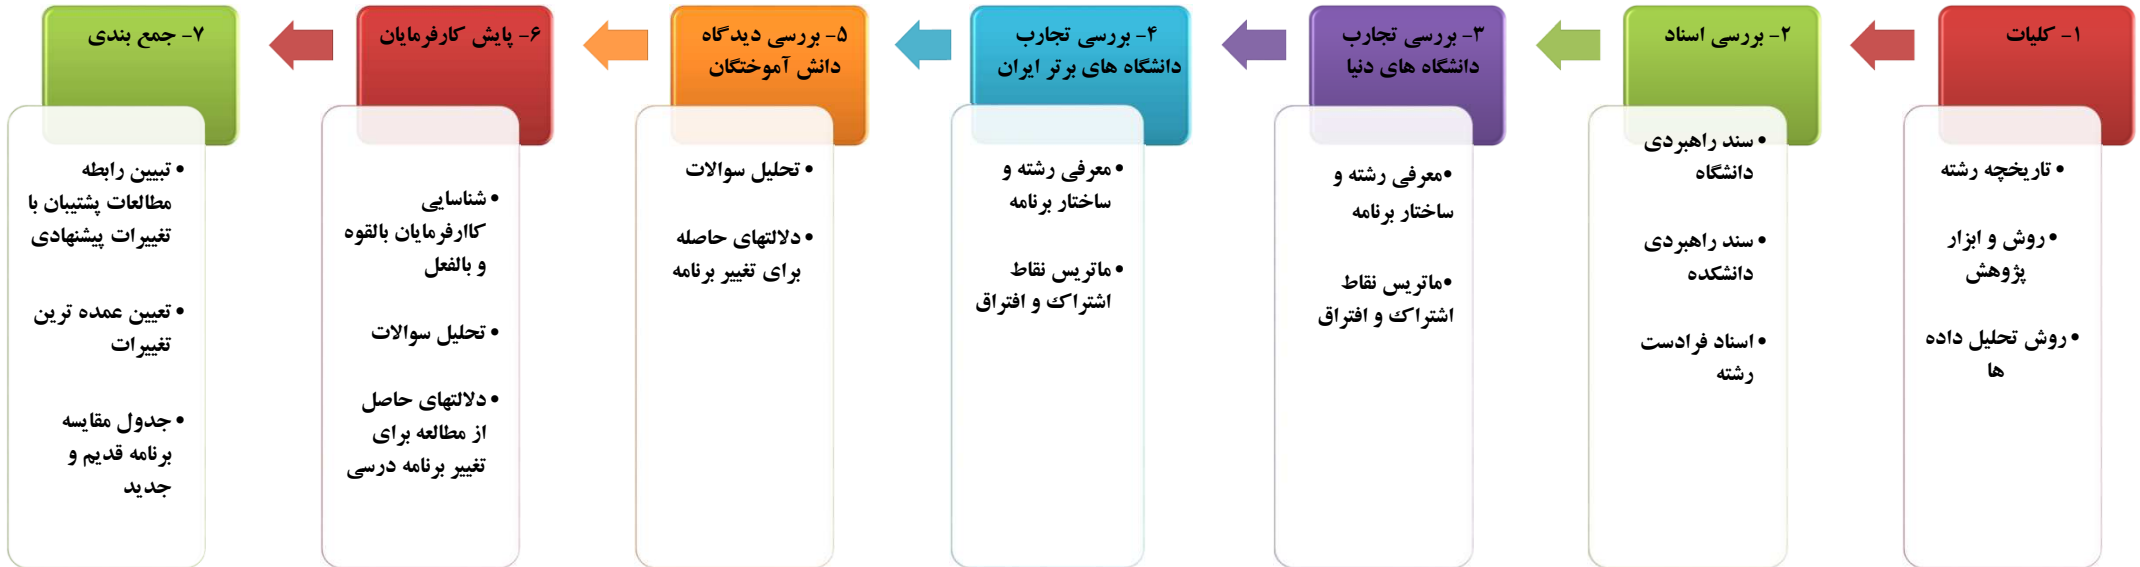 ۱- کلیات
• تاریخچه رشته
• روش و ابزار
پژوهش
• روش تحلیل داده
ها
۲- بررسی اسناد
• سند راهبردی
دانشگاه
• سند راهبردی
دانشکده
• اسناد فرادست
رشته
۳- بررسی تجارب
دانشگاه های دنیا
•معرفی رشته و
ساختار برنامه
•ماتریس نقاط
اشتراک و افتراق
۴- بررسی تجارب
دانشگاه های برتر ایران
• معرفی رشته و
ساختار برنامه
• ماتریس نقاط
اشتراک و افتراق
۵- بررسی دیدگاه
دانش آموختگان
• تحلیل سوالات
• دلالتهای حاصله
برای تغییر برنامه
۶- پایش کارفرمایان
• شناسایی
کاارفرمایان بالقوه
و بالفعل
• تحلیل سوالات
• دلالتهای حاصل
از مطالعه برای
تغییر برنامه درسی
۷- جمع بندی
• تبیین رابطه
مطالعات پشتیبان با
تغییرات پیشنهادی
• تعیین عمده ترین
تغییرات
• جدول مقایسه
برنامه قدیم و
جدید